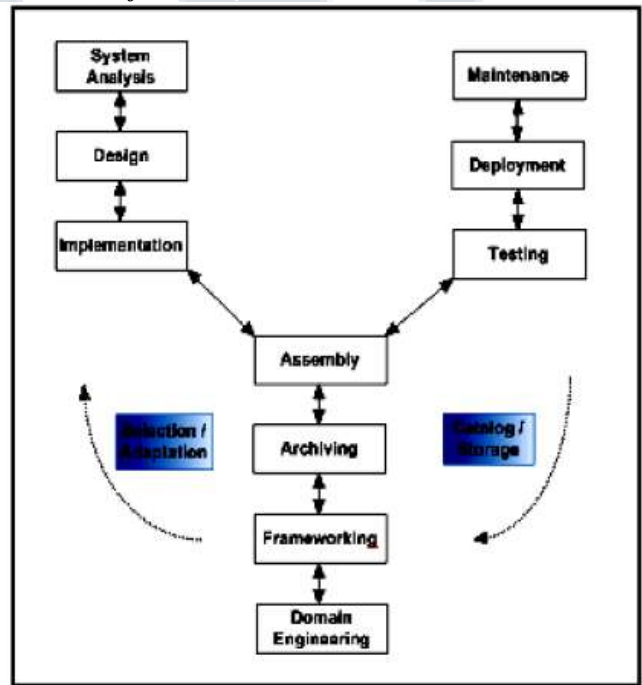 System
Analysis
Design
Implementation
Maintenance
Deployment
Testing
Assembly
Archiving
Frameworking
Domain
Engineering
Selection /
Adaptation
Catalog /
Storage